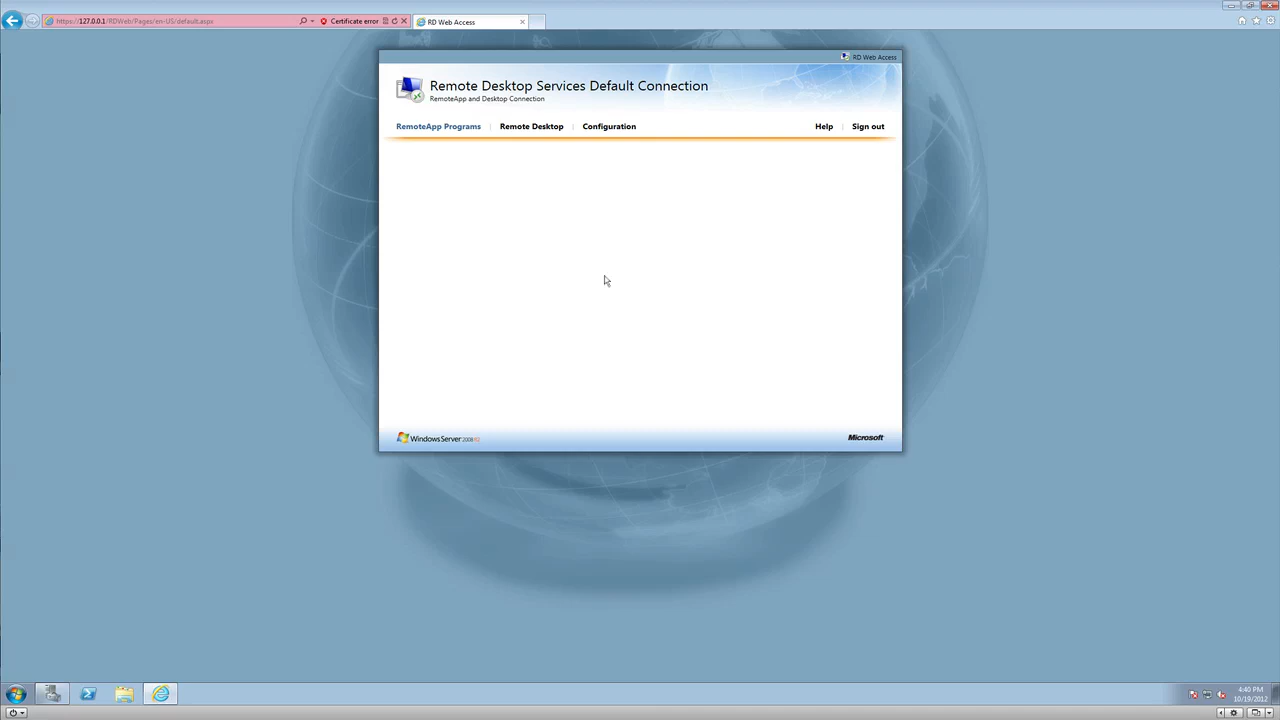 https://127.0.0.1/RDWeb/Pages/en-US/default.aspx
Certificate error
RD Web Access
RD Web Access
Remote Desktop Services Default Connection
RemoteApp and Desktop Connection
RemoteApp Programs | Remote Desktop | Configuration
Help | Sign out
Windows Server 2008 R2
Microsoft
4:40 PM
10/19/2012